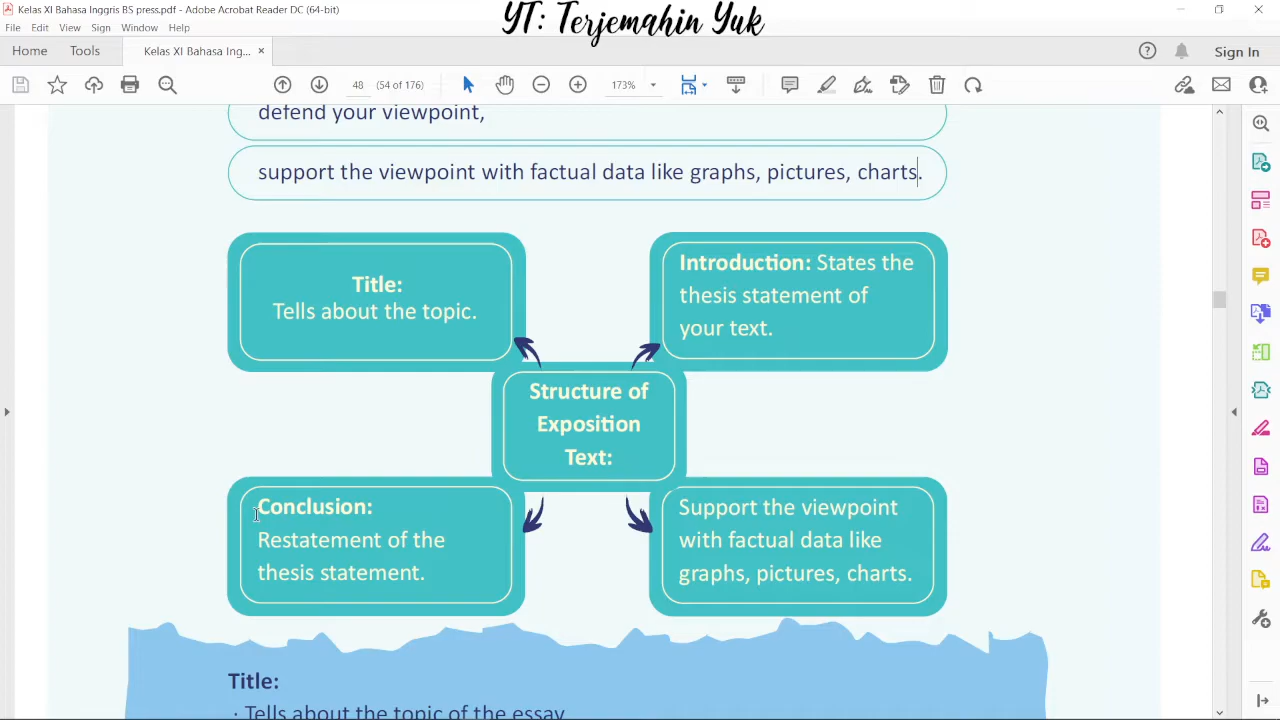 Kelas XI Bahasa Inggris BS press.pdf - Adobe Acrobat Reader DC (64-bit)
YT: Terjemahin Yuk
File Edit View Sign Window Help
Home Tools Kelas XI Bahasa Ing... × Sign In
48 (54 of 176) 173%
defend your viewpoint,
support the viewpoint with factual data like graphs, pictures, charts.
Title:
Tells about the topic.
Introduction: States the
thesis statement of
your text.
Structure of
Exposition
Text:
Conclusion:
Restatement of the
thesis statement.
Support the viewpoint
with factual data like
graphs, pictures, charts.
Title:
· Tells about the topic of the essay